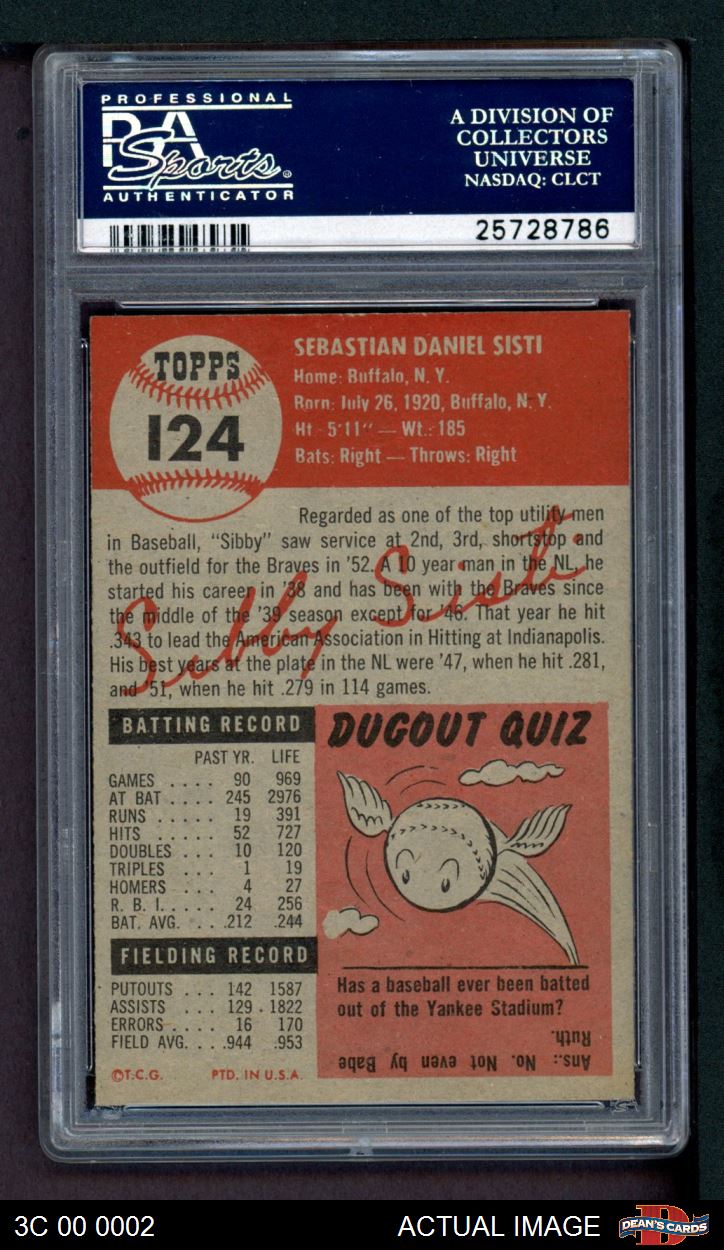 PROFESSIONAL
PSA
Sports®
AUTHENTICATOR
A DIVISION OF
COLLECTORS
UNIVERSE
NASDAQ: CLCT
25728786
TOPPS
124
SEBASTIAN DANIEL SISTI
Home: Buffalo, N. Y.
Born: July 26, 1920, Buffalo, N. Y.
Ht - 5'11" — Wt.: 185
Bats: Right — Throws: Right
Regarded as one of the top utility men
in Baseball, "Sibby" saw service at 2nd, 3rd, shortstop and
the outfield for the Braves in '52. A 10 year man in the NL, he
started his career in '38 and has been with the Braves since
the middle of the '39 season except for '46. That year he hit
.343 to lead the American Association in Hitting at Indianapolis.
His best years at the plate in the NL were '47, when he hit .281,
and '51, when he hit .279 in 114 games.
Sibby Sisti
BATTING RECORD
PAST YR. LIFE
GAMES .... 90 969
AT BAT .... 245 2976
RUNS ..... 19 391
HITS ..... 52 727
DOUBLES ... 10 120
TRIPLES ... 1 19
HOMERS ... 4 27
R. B. I..... 24 256
BAT. AVG. ... .212 .244
FIELDING RECORD
PUTOUTS ... 142 1587
ASSISTS ... 129 . 1822
ERRORS .... 16 170
FIELD AVG. ... .944 .953
©T.C.G. PTD. IN U.S.A.
DUGOUT QUIZ
Has a baseball ever been batted
out of the Yankee Stadium?
Ans.: No. Not even by Babe
Ruth.
3C 00 0002
ACTUAL IMAGE
DEAN'S CARDS